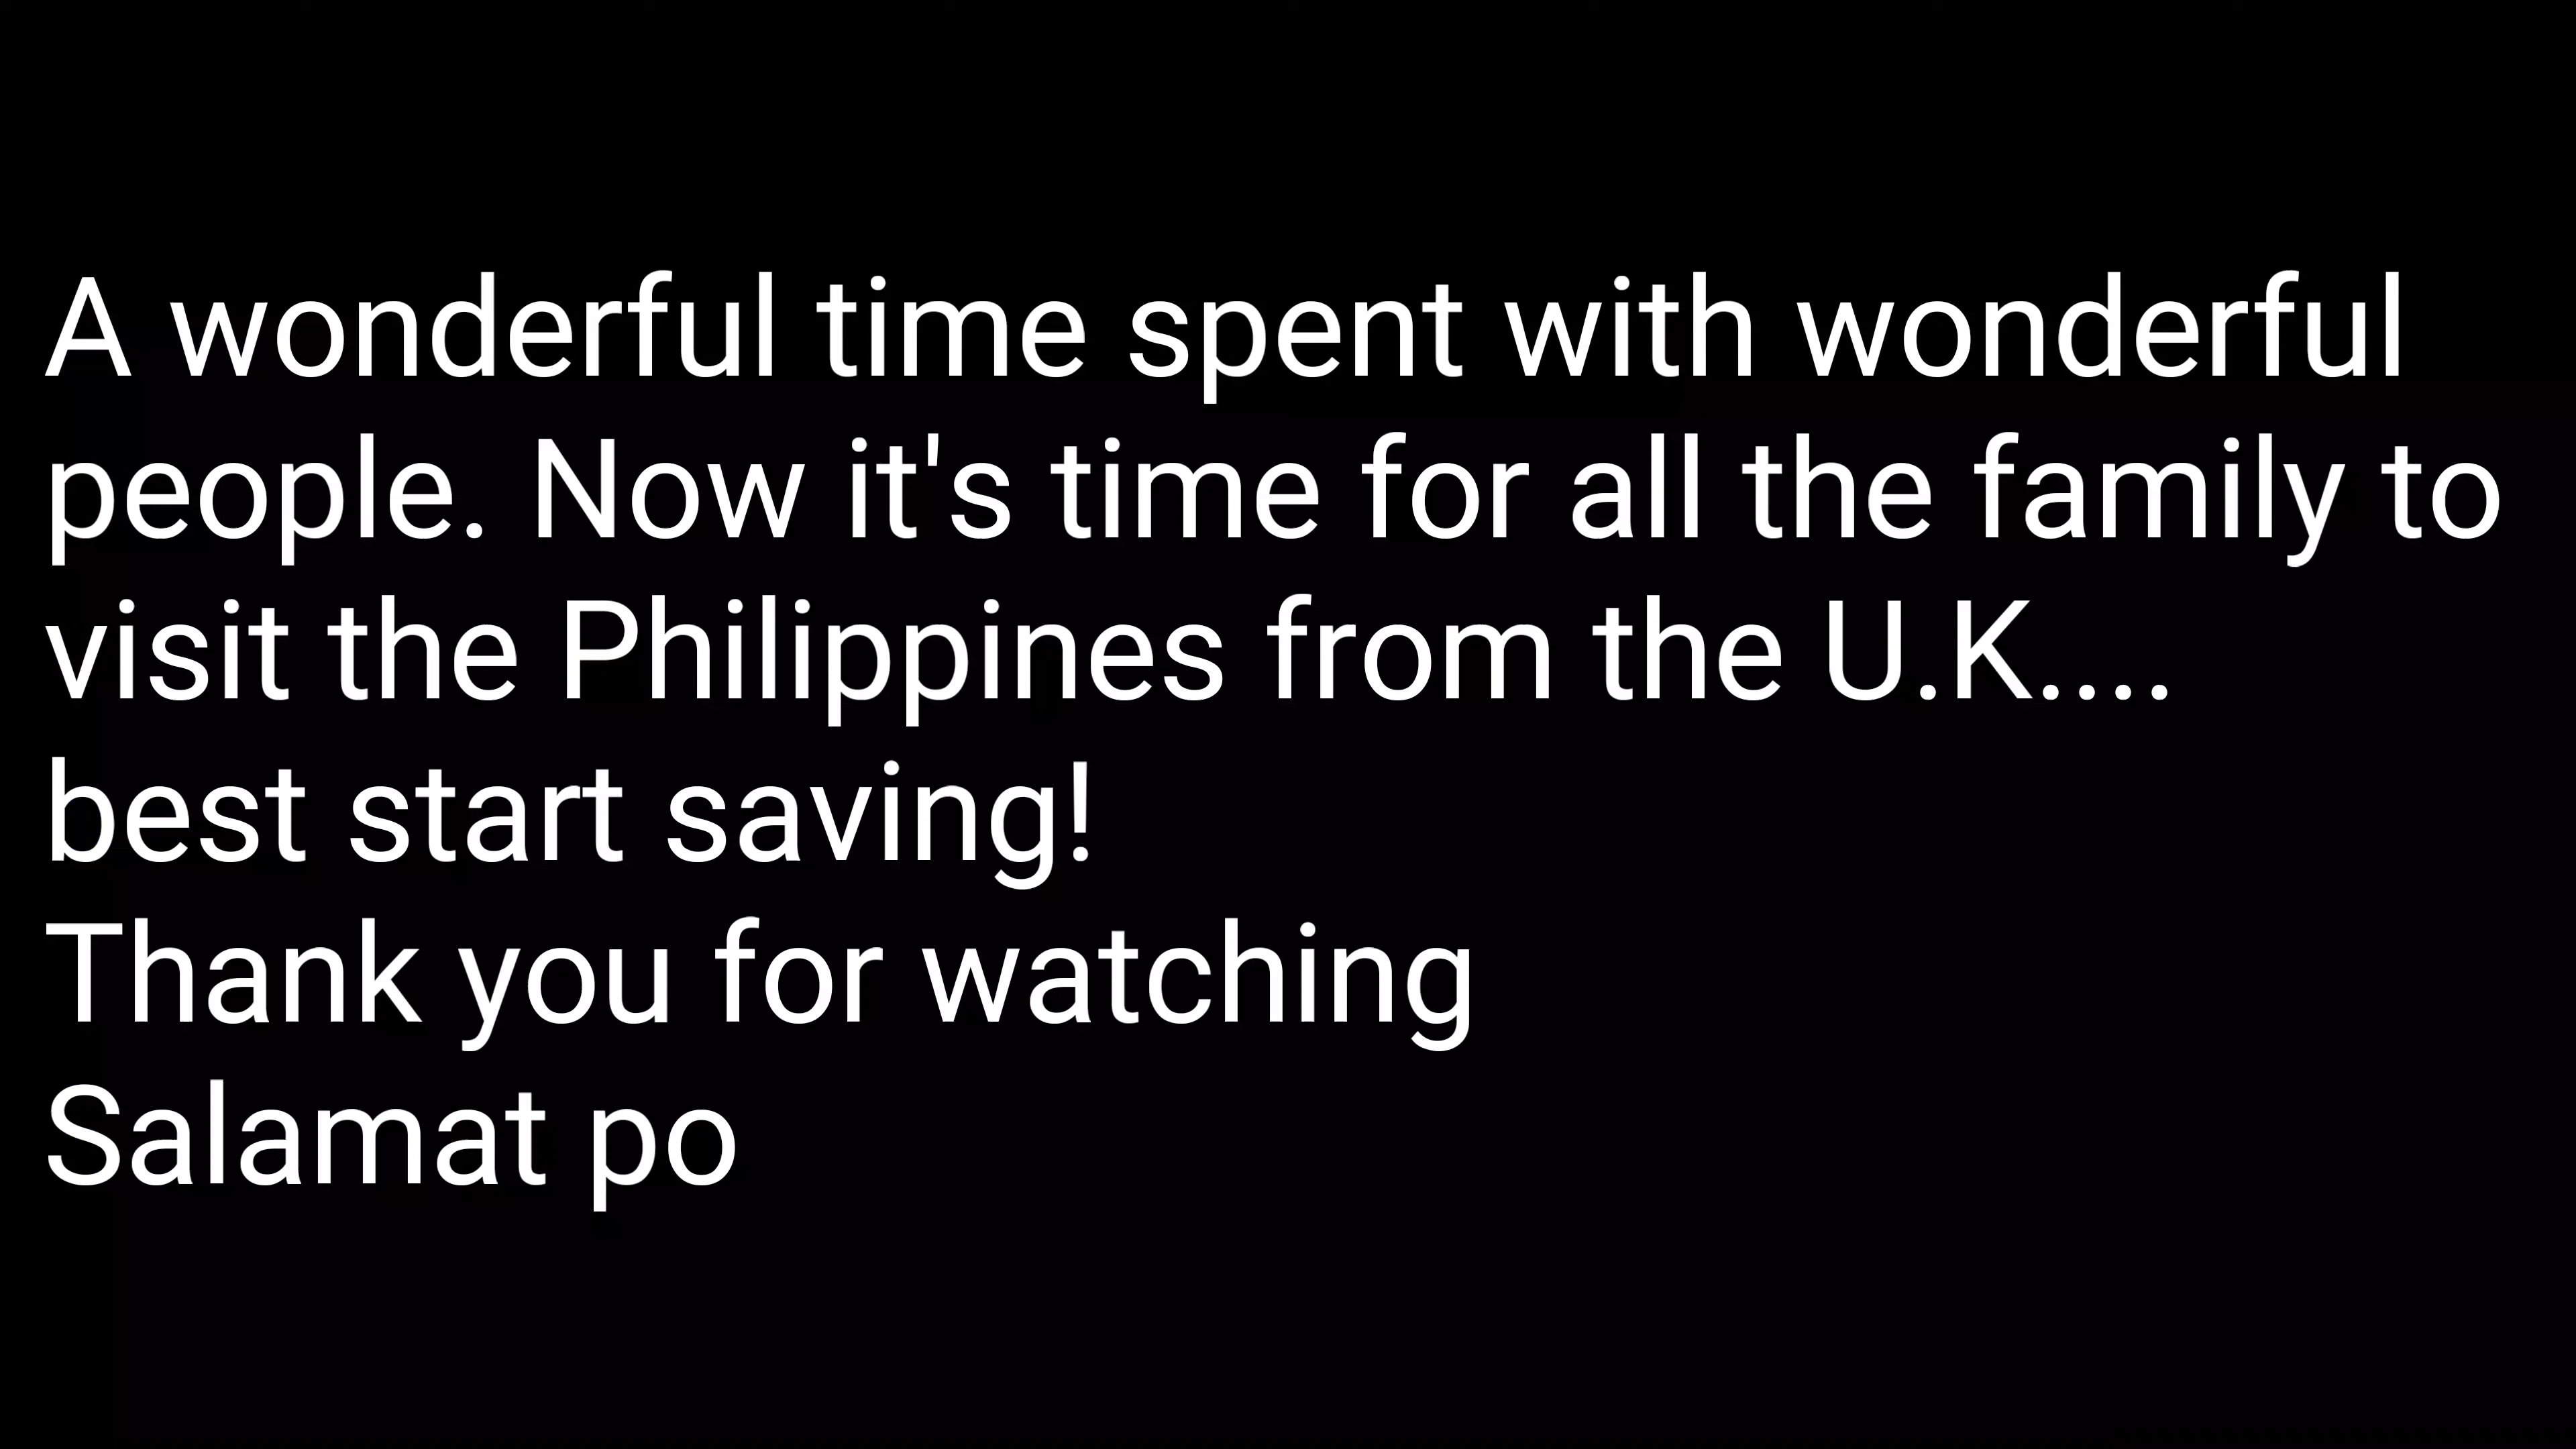 A wonderful time spent with wonderful
people. Now it's time for all the family to
visit the Philippines from the U.K....
best start saving!
Thank you for watching
Salamat po